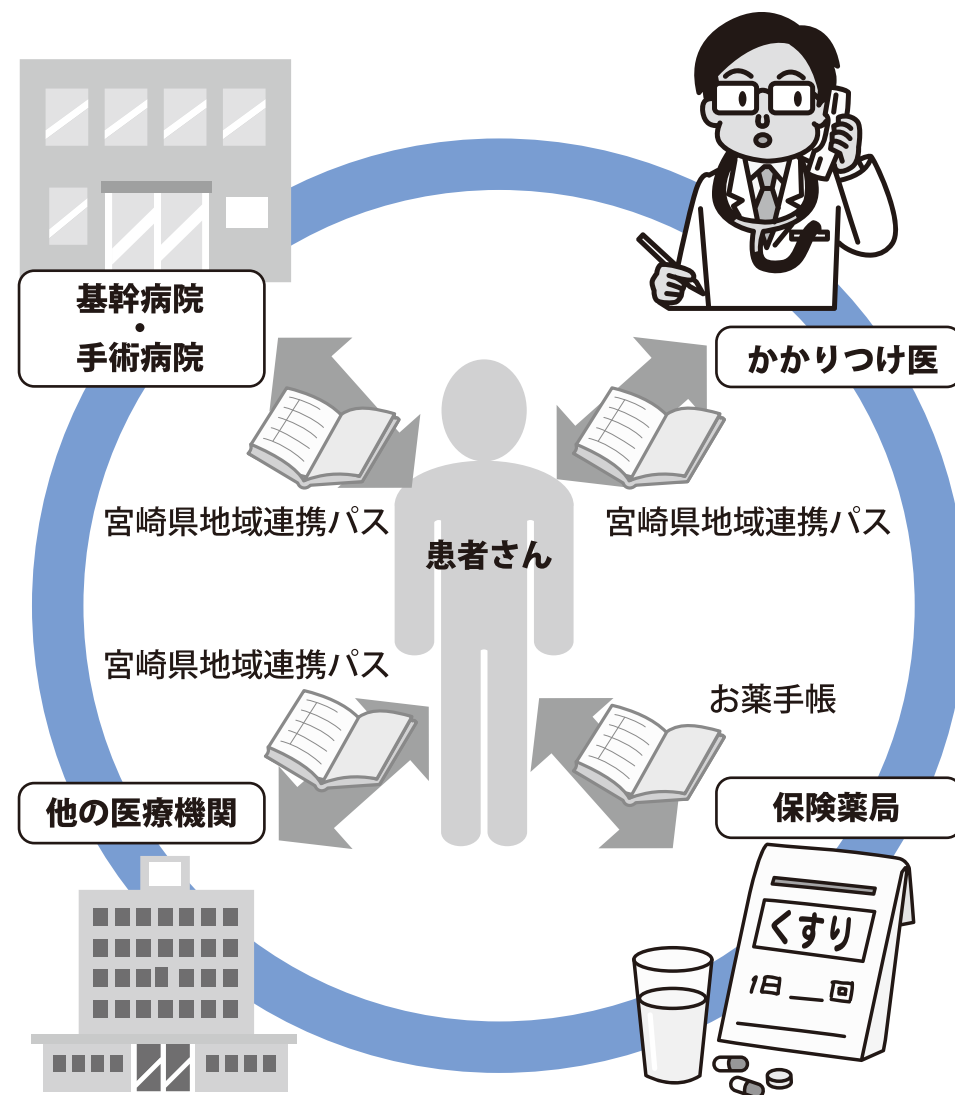 基幹病院
・
手術病院
かかりつけ医
宮崎県地域連携パス
宮崎県地域連携パス
患者さん
宮崎県地域連携パス
お薬手帳
他の医療機関
保険薬局
くすり
1日__回